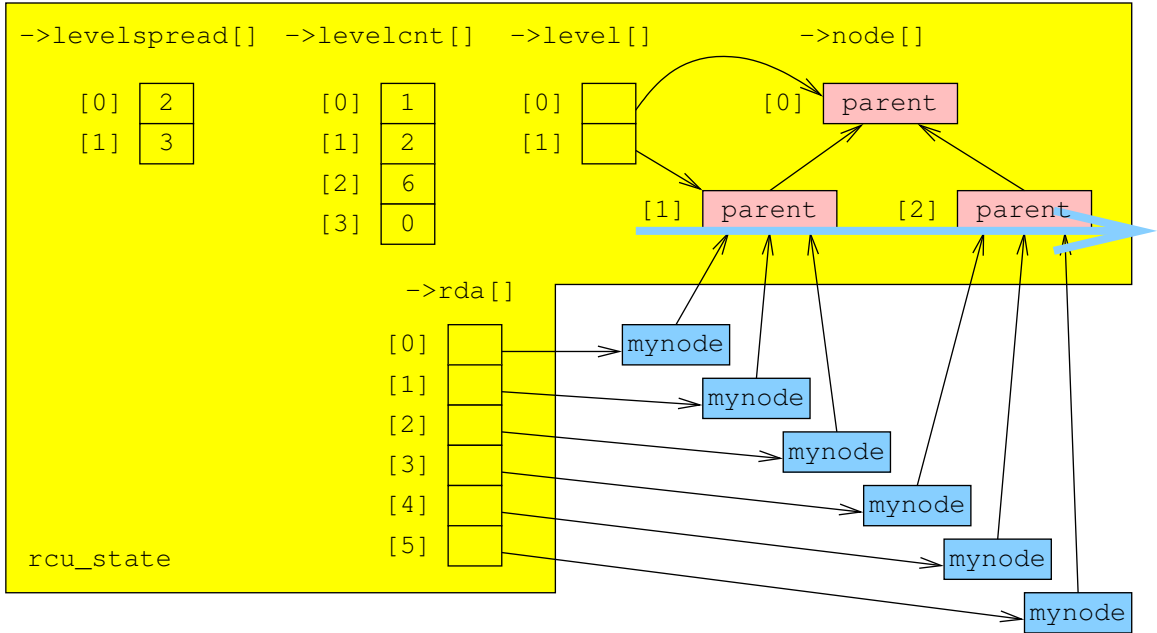 ->levelspread[] ->levelcnt[] ->level[] ->node[]
[0] 2 [0] 1 [0] [0] parent
[1] 3 [1] 2 [1]
[2] 6
[1] parent [2] parent
[3] 0
->rda[]
[0] mynode
[1] mynode
[2] mynode
[3] mynode
[4] mynode
[5] mynode
rcu_state